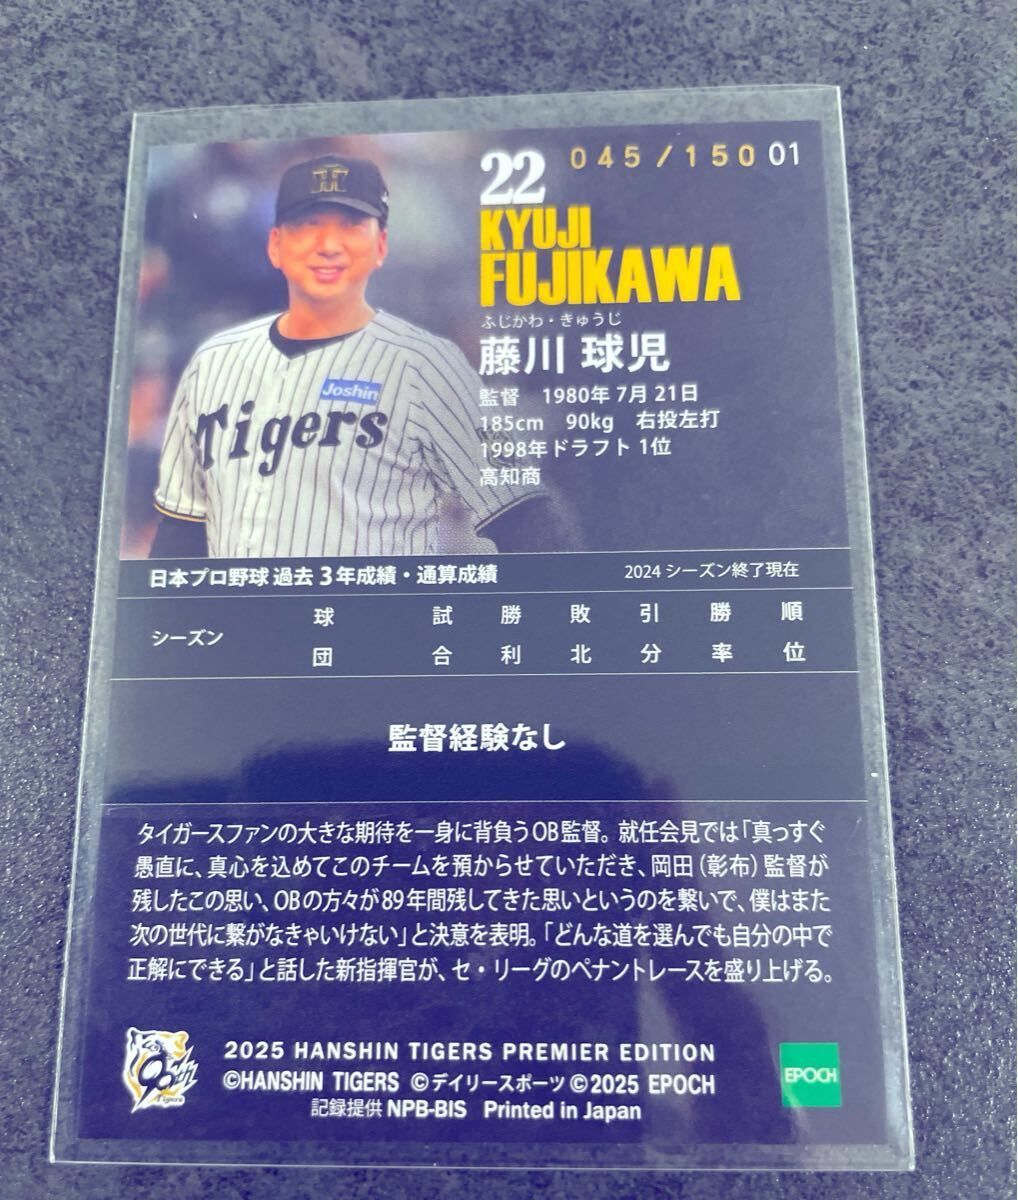 22 045/150 01
KYUJI
FUJIKAWA
ふじかわ・きゅうじ
藤川 球児
監督 1980年 7月 21日
185cm 90kg 右投左打
1998年ドラフト 1位
高知商
Joshin
Tigers
日本プロ野球 過去 3年成績・通算成績 2024 シーズン終了現在
シーズン 球団 試合 勝利 敗北 引分 勝率 順位
監督経験なし
タイガースファンの大きな期待を一身に背負うOB監督。就任会見では「真っすぐ
愚直に、真心を込めてこのチームを預からせていただき、岡田（彰布）監督が
残したこの思い、OBの方々が89年間残してきた思いというのを繋いで、僕はまた
次の世代に繋がなきゃいけない」と決意を表明。「どんな道を選んでも自分の中で
正解にできる」と話した新指揮官が、セ・リーグのペナントレースを盛り上げる。
2025 HANSHIN TIGERS PREMIER EDITION
©HANSHIN TIGERS ©デイリースポーツ ©2025 EPOCH
記録提供 NPB-BIS Printed in Japan
Tigers
EPOCH